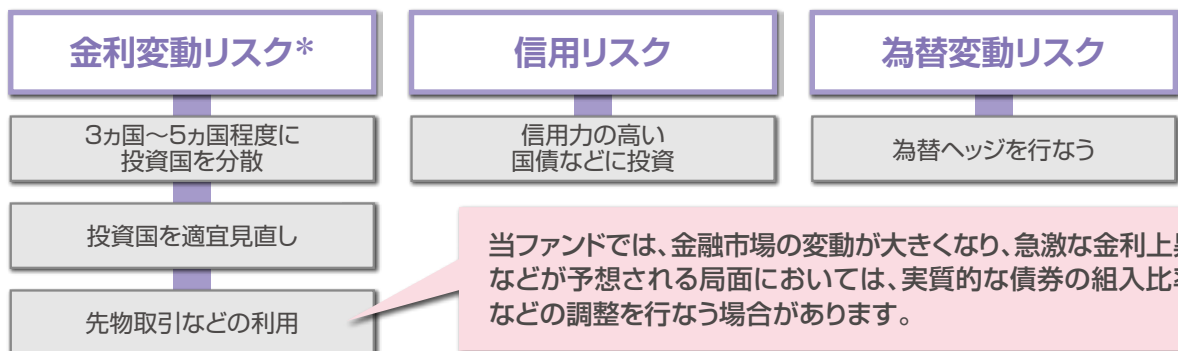 金利変動リスク*
信用リスク
為替変動リスク
3ヵ国～5ヵ国程度に
投資国を分散
信用力の高い
国債などに投資
為替ヘッジを行なう
投資国を適宜見直し
先物取引などの利用
当ファンドでは、金融市場の変動が大きくなり、急激な金利上
などが予想される局面においては、実質的な債券の組入比
などの調整を行なう場合があります。